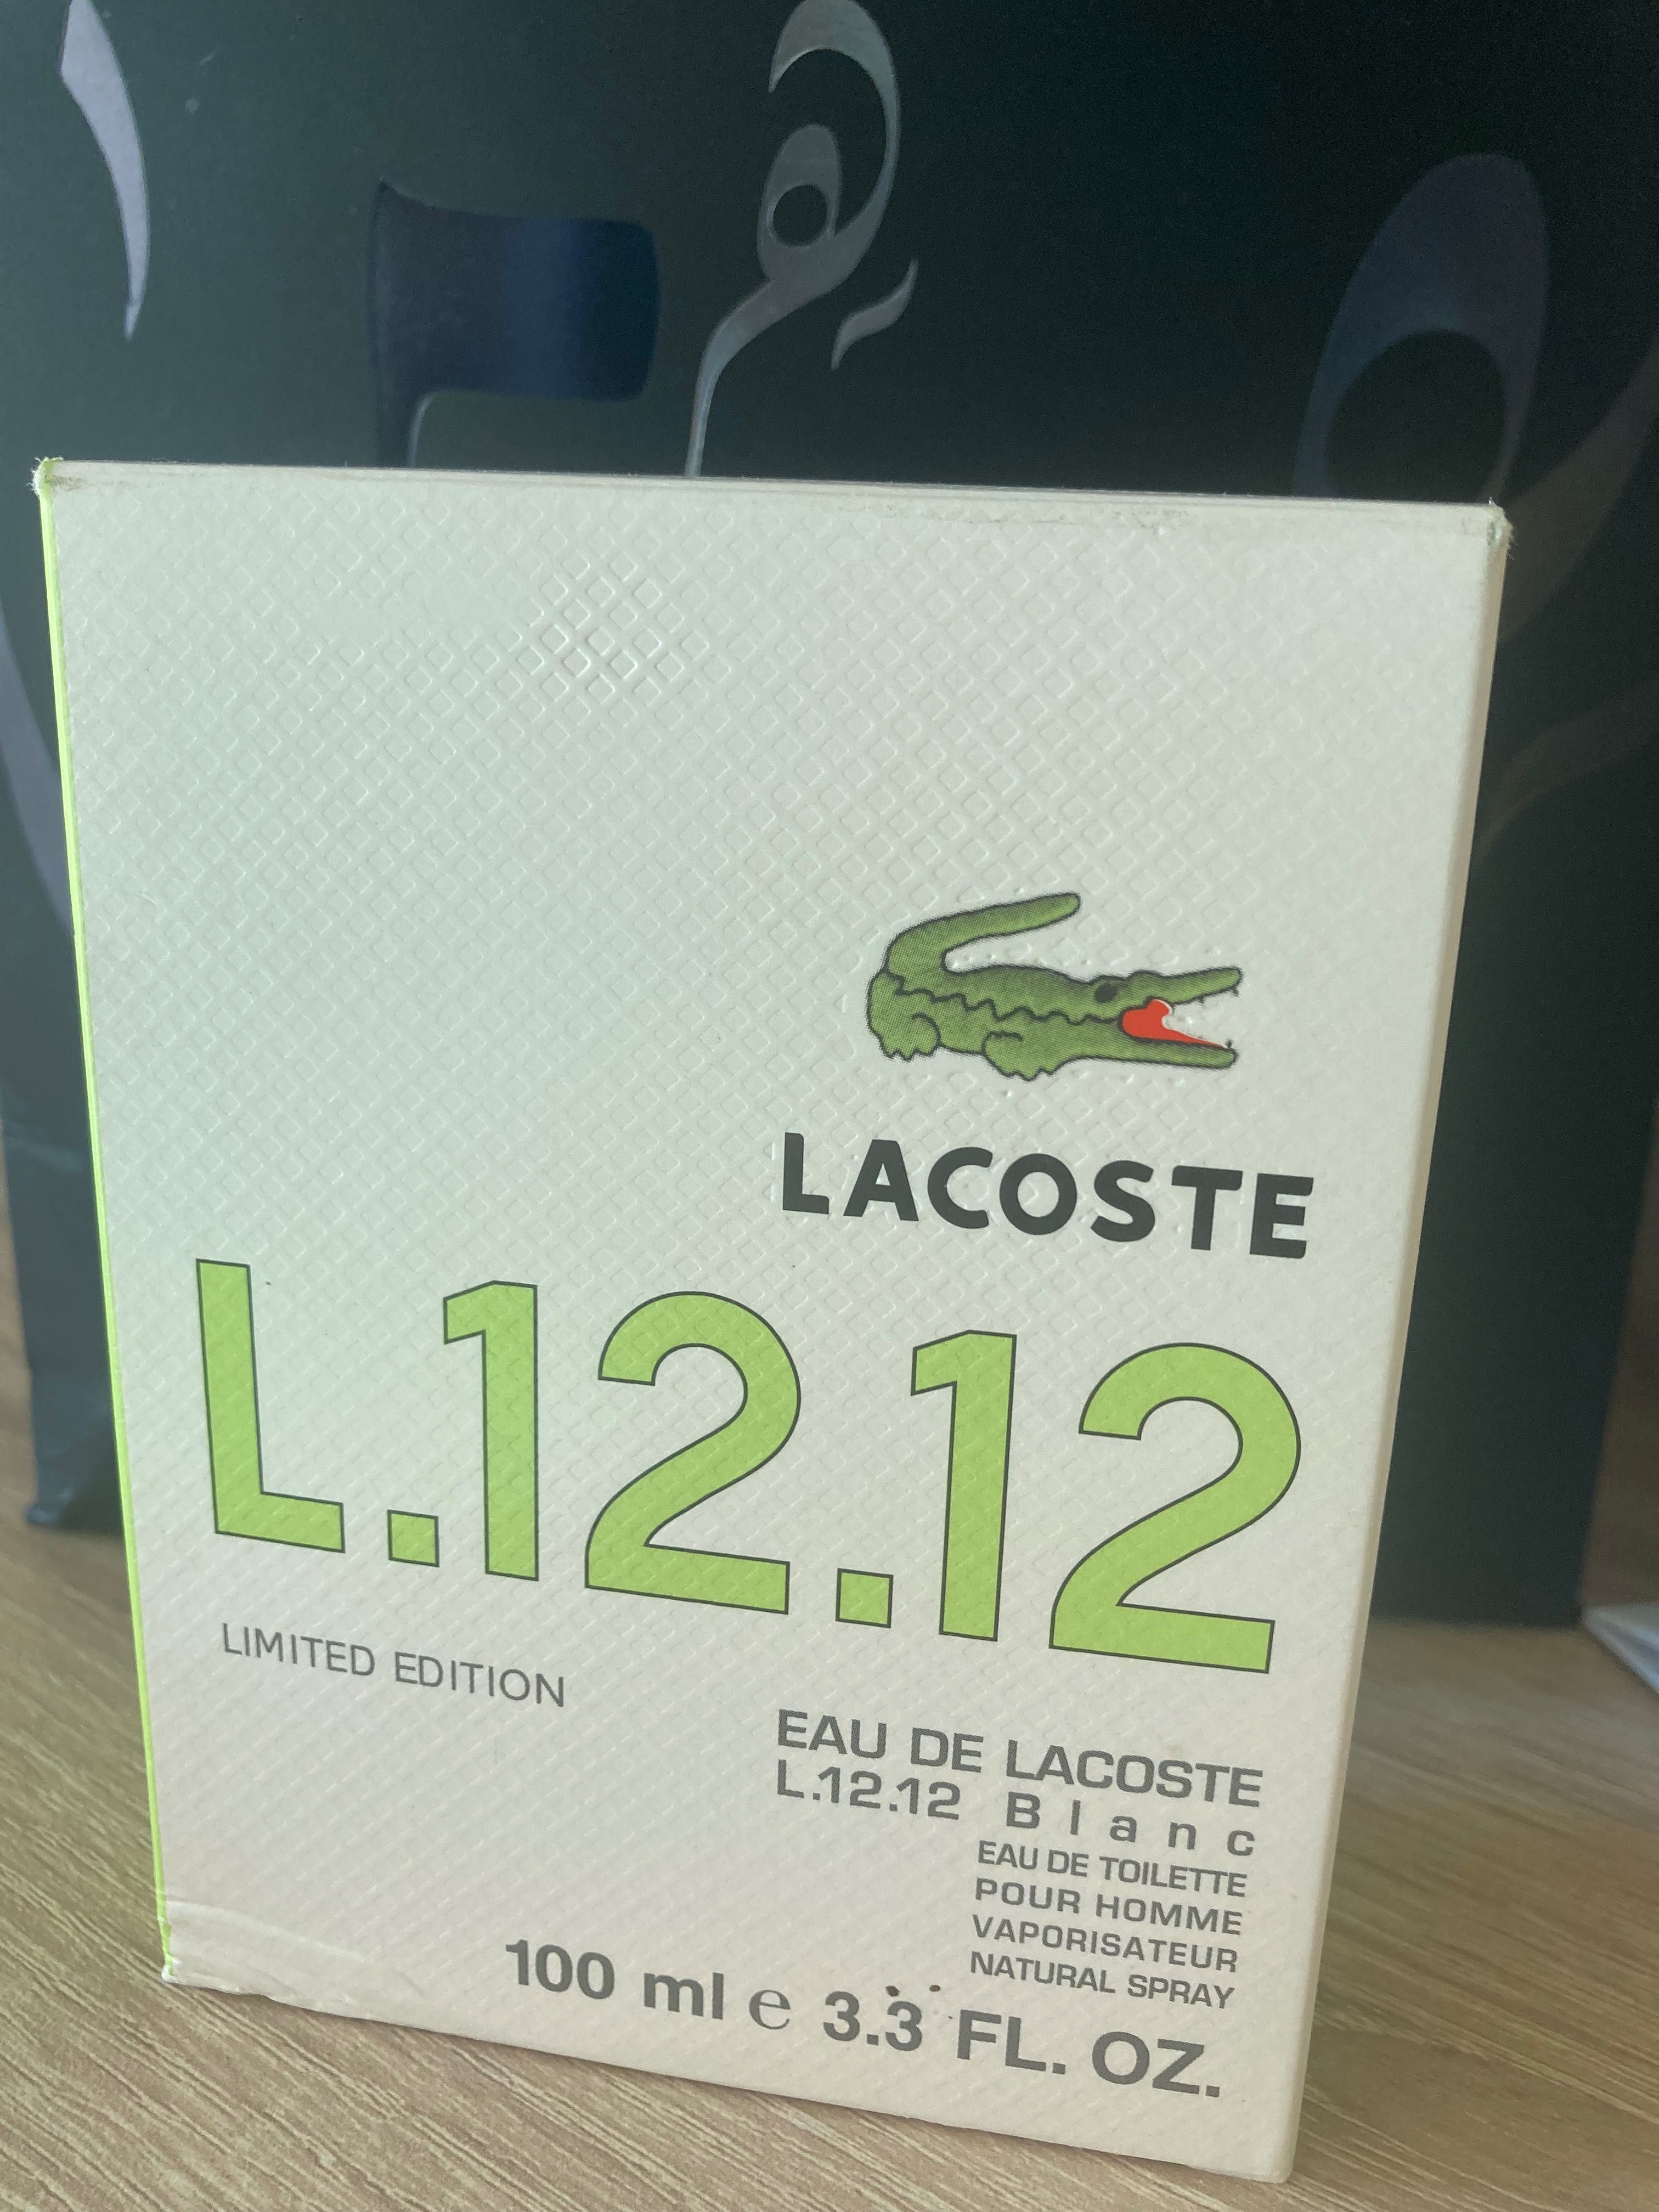 LACOSTE
L.12.12
LIMITED EDITION
EAU DE LACOSTE
L.12.12 Blanc
EAU DE TOILETTE
POUR HOMME
VAPORISATEUR
NATURAL SPRAY
100 ml e 3.3 FL. OZ.